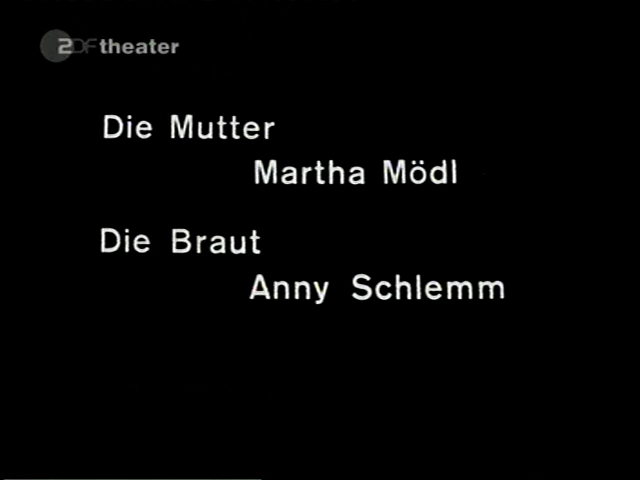 ZDFtheater
Die Mutter
Martha Mödl
Die Braut
Anny Schlemm